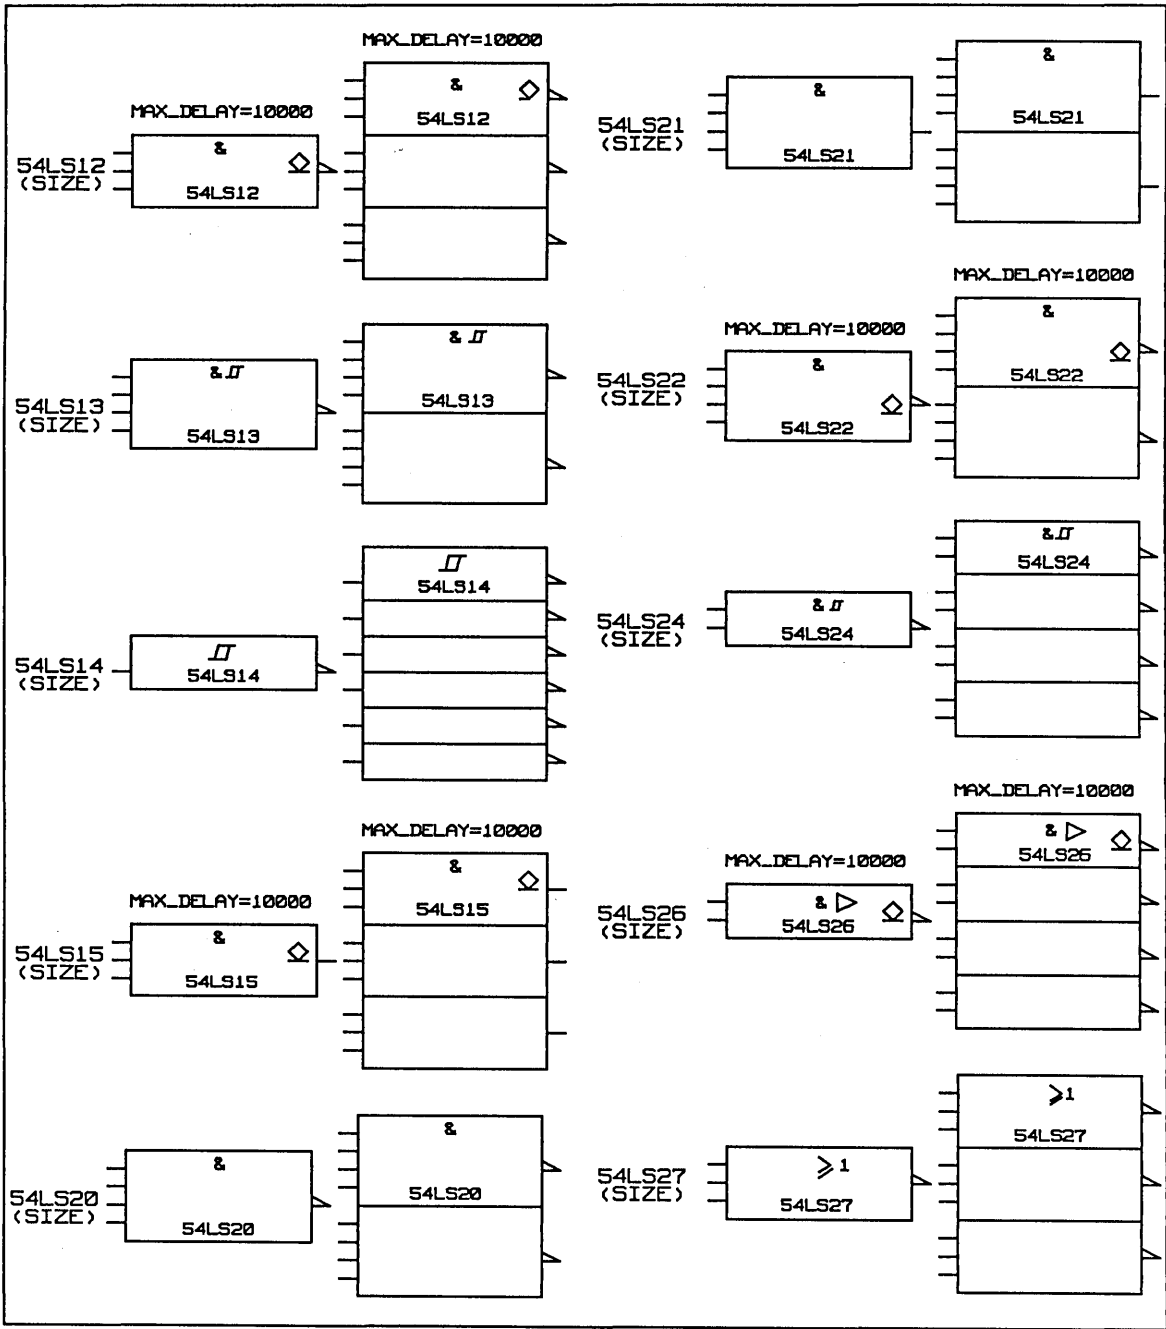 MAX_DELAY=10000
MAX_DELAY=10000
&
54LS12
54LS12
(SIZE)
&
54LS12
& 
54LS13
54LS13
(SIZE)
&
54LS13
54LS14
54LS14
(SIZE)
54LS14
MAX_DELAY=10000
MAX_DELAY=10000
&
54LS15
54LS15
(SIZE)
&
54LS15
&
54LS20
54LS20
(SIZE)
&
54LS20
&
54LS21
54LS21
(SIZE)
&
54LS21
MAX_DELAY=10000
MAX_DELAY=10000
&
54LS22
54LS22
(SIZE)
&
54LS22
&
54LS24
54LS24
(SIZE)
&
54LS24
MAX_DELAY=10000
MAX_DELAY=10000
& ▷
54LS26
54LS26
(SIZE)
& ▷
54LS26
≥1
54LS27
54LS27
(SIZE)
≥1
54LS27